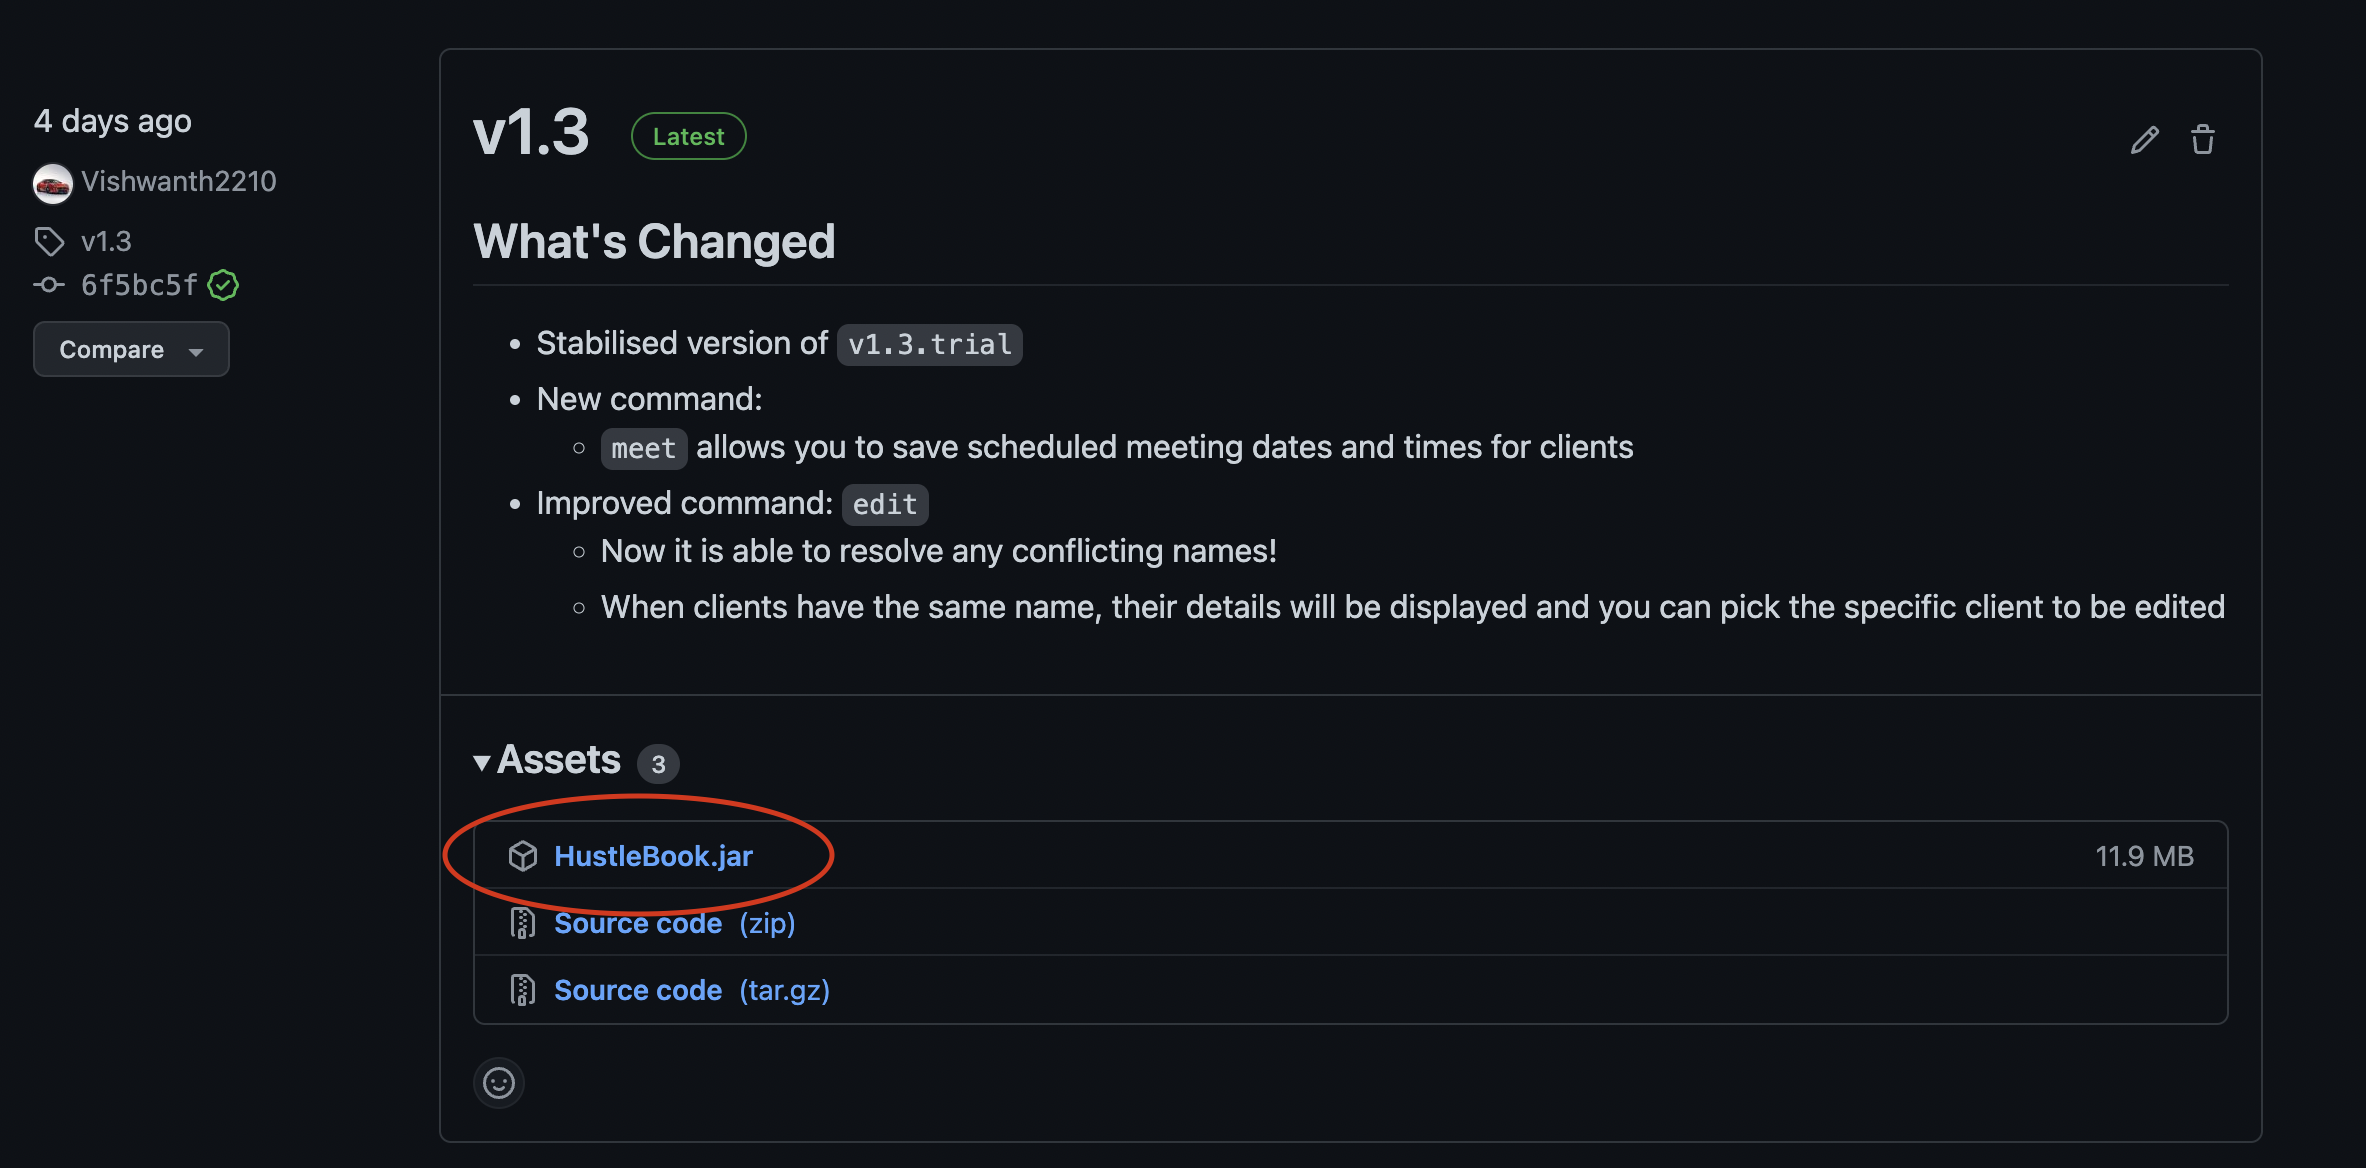 4 days ago
Vishwanth2210
v1.3
6f5bc5f
Compare
v1.3 Latest
What's Changed
Stabilised version of v1.3.trial
New command:
meet allows you to save scheduled meeting dates and times for clients
Improved command: edit
Now it is able to resolve any conflicting names!
When clients have the same name, their details will be displayed and you can pick the specific client to be edited
Assets 3
HustleBook.jar 11.9 MB
Source code (zip)
Source code (tar.gz)